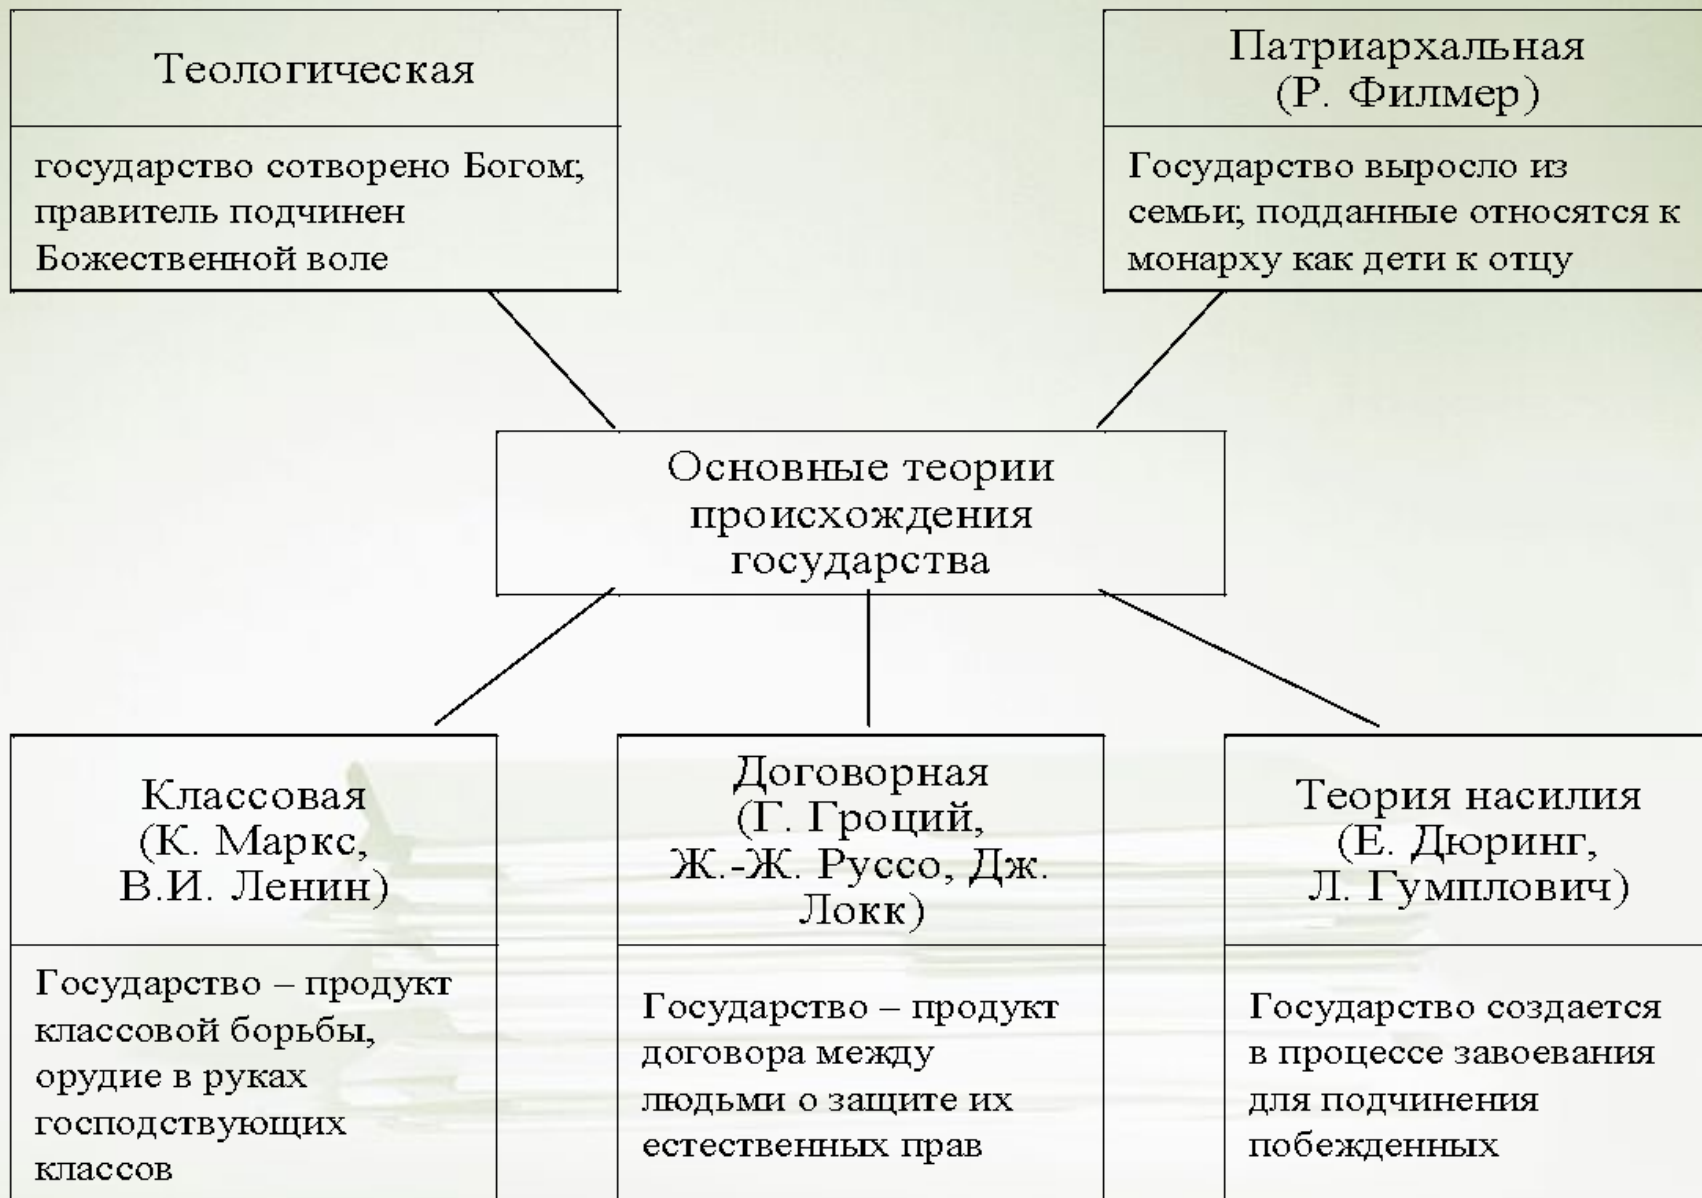 Теологическая
государство сотворено Богом;
правитель подчинен
Божественной воле
Патриархальная
(Р. Филмер)
Государство выросло из
семьи; подданные относятся к
монарху как дети к отцу
Основные теории
происхождения
государства
Классовая
(К. Маркс,
В.И. Ленин)
Государство – продукт
классовой борьбы,
орудие в руках
господствующих
классов
Договорная
(Г. Гроций,
Ж.-Ж. Руссо, Дж.
Локк)
Государство – продукт
договора между
людьми о защите их
естественных прав
Теория насилия
(Е. Дюринг,
Л. Гумплович)
Государство создается
в процессе завоевания
для подчинения
побежденных